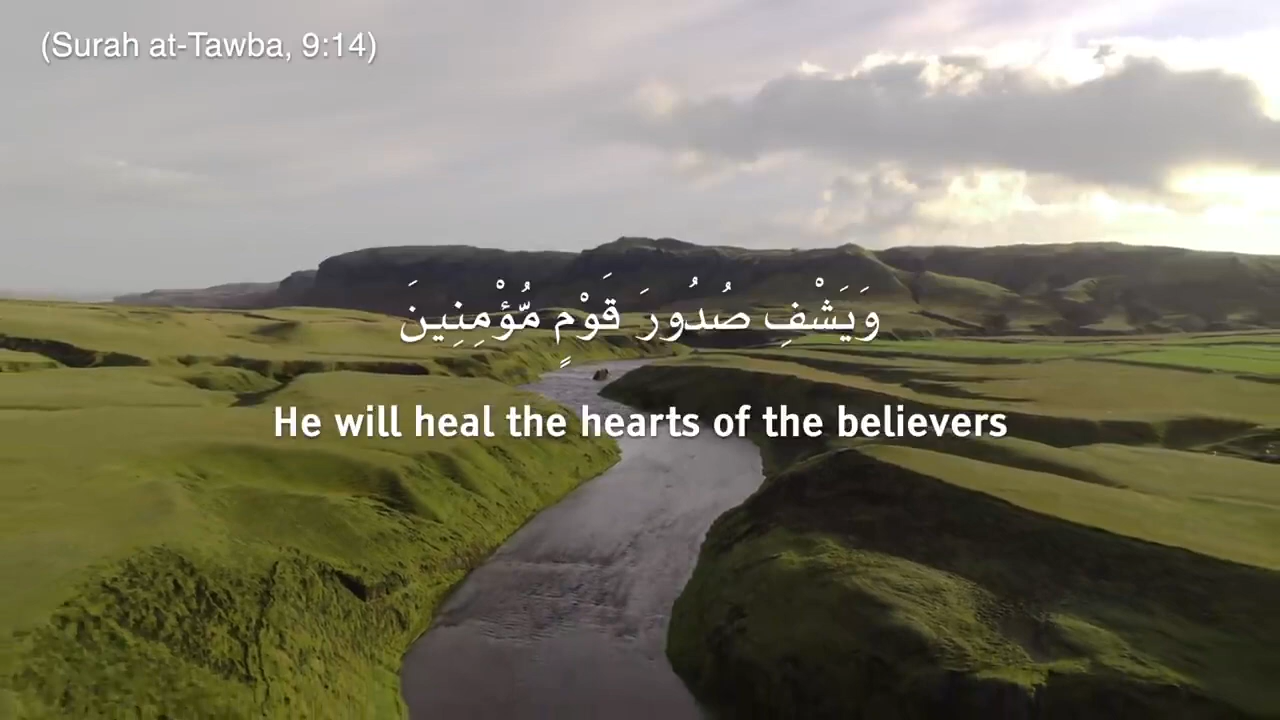 (Surah at-Tawba, 9:14)
وَيَشْفِ صُدُورَ قَوْمٍ مُّؤْمِنِينَ
He will heal the hearts of the believers